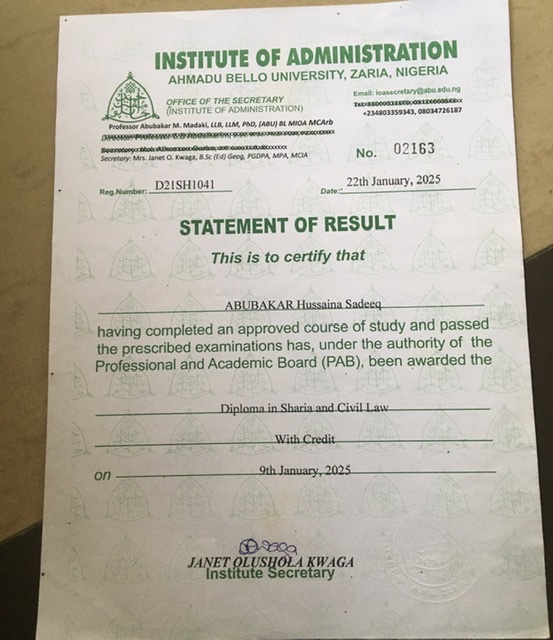 INSTITUTE OF ADMINISTRATION
AHMADU BELLO UNIVERSITY, ZARIA, NIGERIA
OFFICE OF THE SECRETARY
(INSTITUTE OF ADMINISTRATION)
Email: ioasecretary@abu.edu.ng
+234803359343, 08034726187
Professor Abubakar M. Madaki, LLB, LLM, PhD, (ABU) BL MIOA MCArb
Secretary: Mrs. Janet O. Kwaga, B.Sc (Ed) Geog, PGDPA, MPA, MCIA
No. 02163
Reg.Number: D21SH1041
Date: 22th January, 2025
STATEMENT OF RESULT
This is to certify that
ABUBAKAR Hussaina Sadeeq
having completed an approved course of study and passed
the prescribed examinations has, under the authority of the
Professional and Academic Board (PAB), been awarded the
Diploma in Sharia and Civil Law
With Credit
on 9th January, 2025
JANET OLUSHOLA KWAGA
Institute Secretary